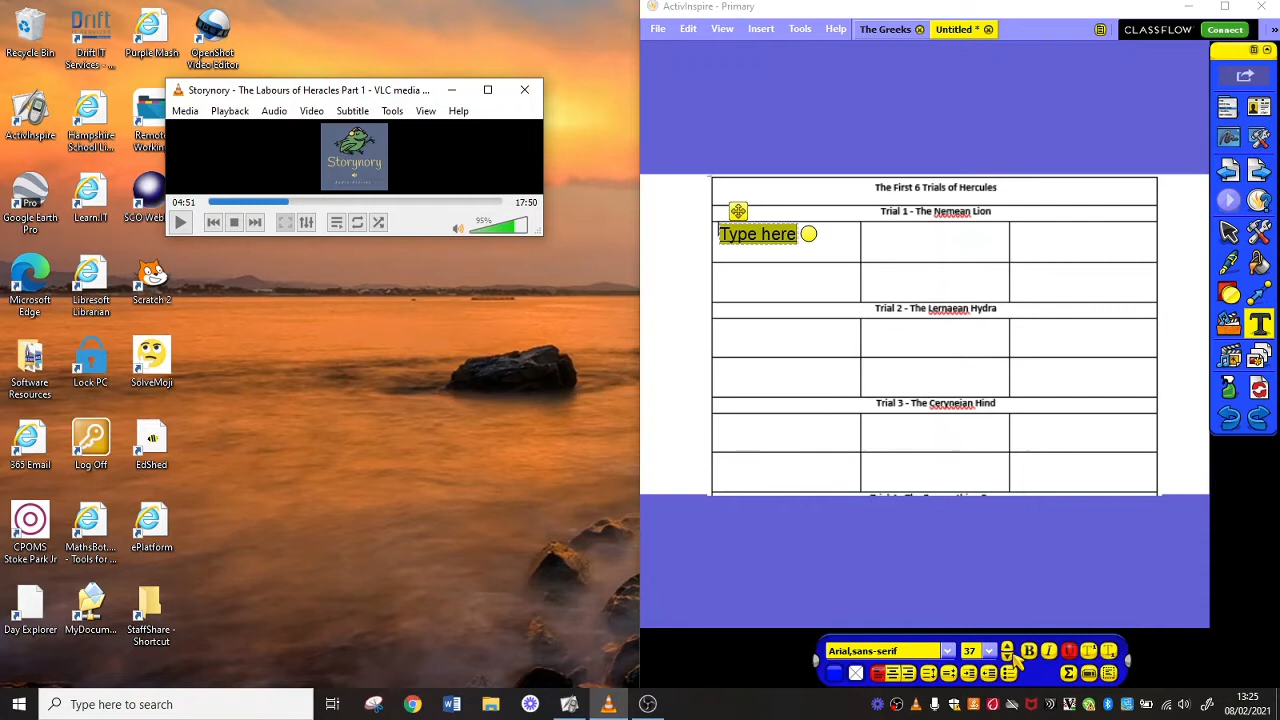 Recycle Bin
Drift IT Services - ...
Purple Mash
OpenShot Video Editor
ActivInspire
Hampshire School Li...
Remot
Workin
Google Earth Pro
Learn.IT
SCO Web
Microsoft Edge
Libresoft Librarian
Scratch 2
Software Resources
Lock PC
SolveMoji
365 Email
Log Off
EdShed
CPOMS Stoke Park Jr
MathsBot.... - Tools for ...
ePlatform
Day Explorer
MyDocum...
StaffShare - Shortcut
Storynory - The Labours of Heracles Part 1 - VLC media ...
Media Playback Audio Video Subtitle Tools View Help
Storynory
04:51
17:50
95%
ActivInspire - Primary
File Edit View Insert Tools Help
The Greeks
Untitled *
CLASSFLOW
Connect
The First 6 Trials of Hercules
Trial 1 - The Nemean Lion
Type here
Trial 2 - The Lernaean Hydra
Trial 3 - The Ceryneian Hind
Arial,sans-serif
37
Type here to search
13:25
08/02/2021